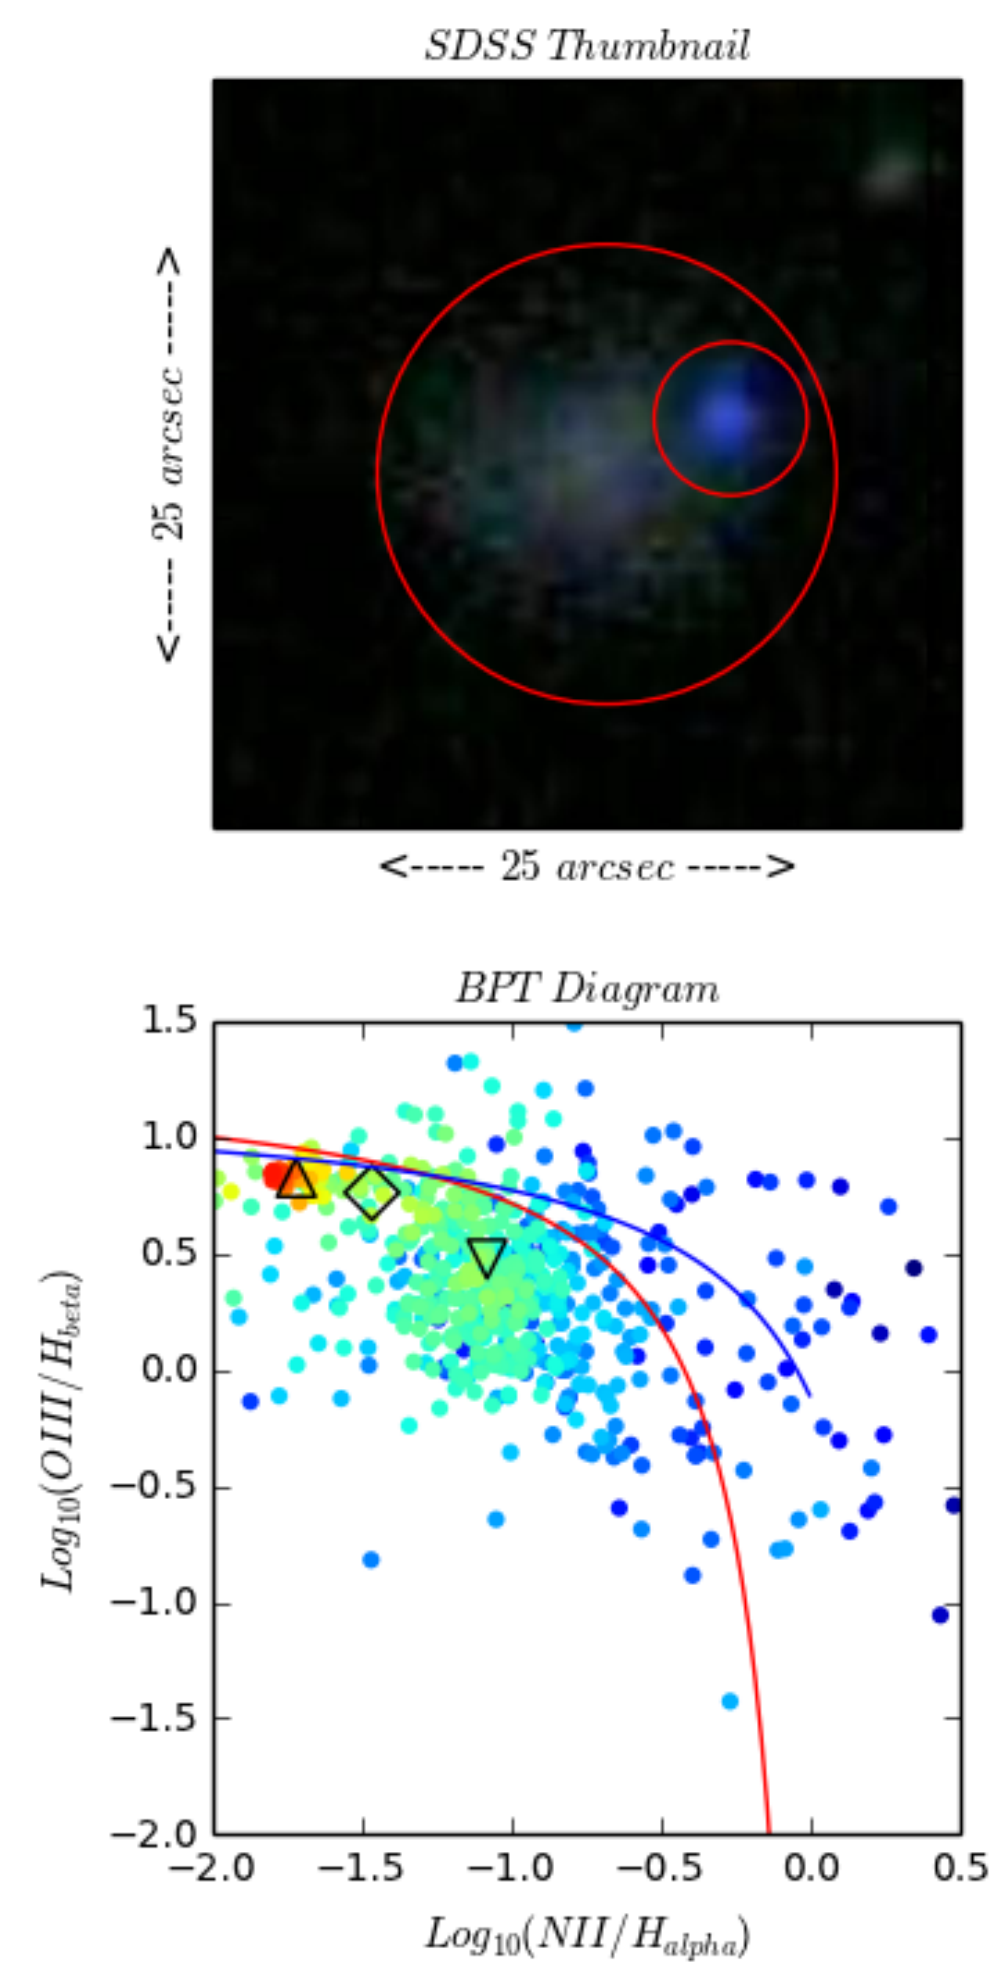 SDSS Thumbnail
<----- 25 arcsec ----->
<----- 25 arcsec ----->
BPT Diagram
1.5
1.0
0.5
0.0
−0.5
−1.0
−1.5
−2.0
Log10(OIII/Hbeta)
−2.0 −1.5 −1.0 −0.5 0.0 0.5
Log10(NII/Halpha)